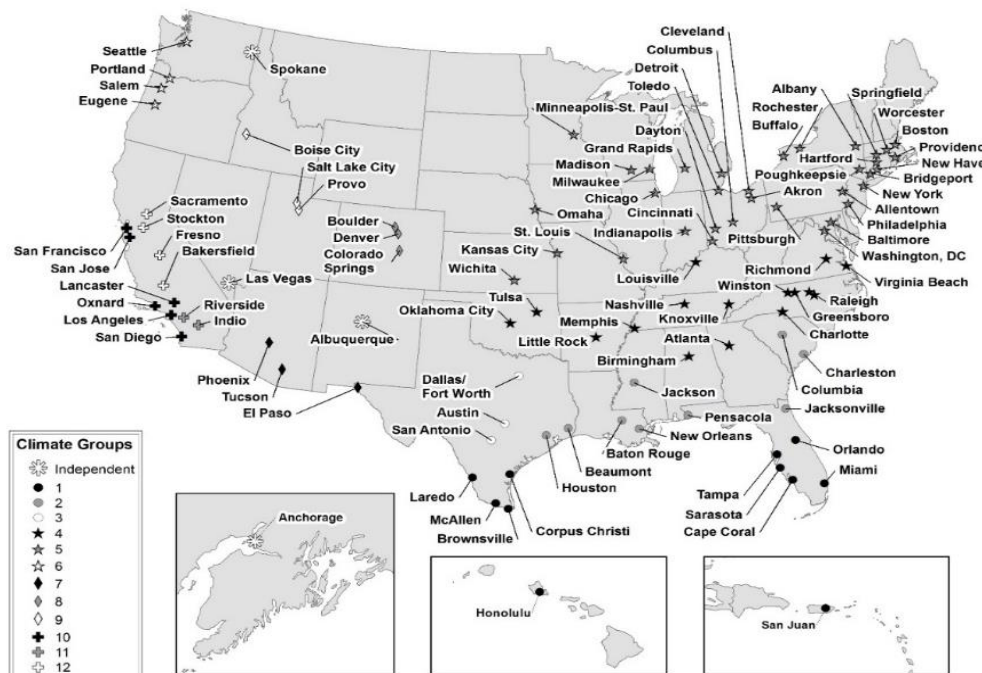 Seattle
Portland
Salem
Eugene
Spokane
Boise City
Salt Lake City
Provo
Sacramento
Stockton
Fresno
Bakersfield
San Francisco
San Jose
Lancaster
Oxnard
Los Angeles
San Diego
Riverside
Indio
Las Vegas
Boulder
Denver
Colorado
Springs
Albuquerque
Phoenix
Tucson
El Paso
Minneapolis-St. Paul
Dayton
Grand Rapids
Madison
Milwaukee
Chicago
Omaha
Cincinnati
St. Louis
Indianapolis
Kansas City
Wichita
Tulsa
Oklahoma City
Little Rock
Louisville
Nashville
Knoxville
Memphis
Atlanta
Birmingham
Cleveland
Columbus
Detroit
Toledo
Akron
Pittsburgh
Albany
Springfield
Rochester
Worcester
Buffalo
Boston
Hartford
Providenc
Poughkeepsie
New Have
Bridgeport
New York
Allentown
Philadelphia
Baltimore
Washington, DC
Richmond
Virginia Beach
Winston
Raleigh
Greensboro
Charlotte
Charleston
Columbia
Jacksonville
Dallas/
Fort Worth
Austin
San Antonio
Jackson
Pensacola
New Orleans
Baton Rouge
Beaumont
Houston
Orlando
Miami
Tampa
Sarasota
Cape Coral
Laredo
McAllen
Brownsville
Corpus Christi
Climate Groups
Independent
1
2
3
4
5
6
7
8
9
10
11
12
Anchorage
Honolulu
San Juan